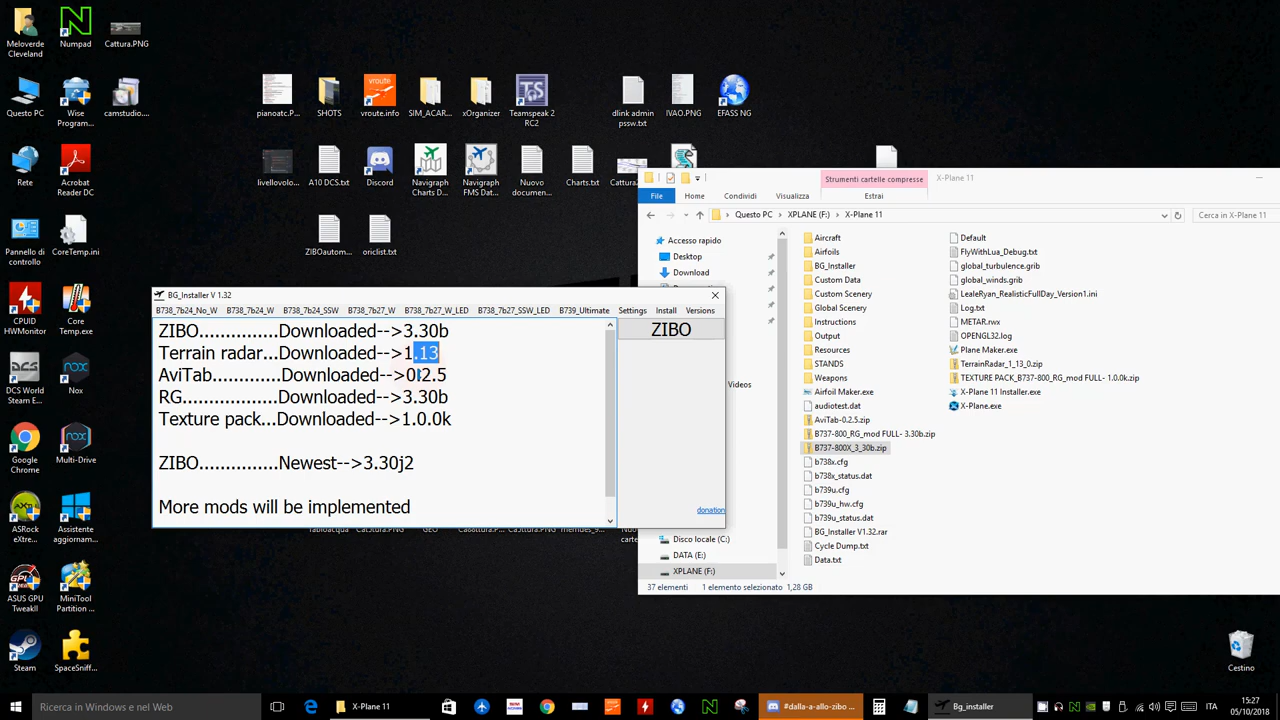 Meloverde
Cleveland
Numpad
Cattura.PNG
Questo PC
Wise
Program...
camstudio....
pianoatc.P...
SHOTS
vroute.info
SIM_ACAR...
xOrganizer
Teamspeak 2
RC2
dlink admin
pssw.txt
IVAO.PNG
EFASS NG
Rete
Acrobat
Reader DC
livellovolo...
A10 DCS.txt
Discord
Navigraph
Charts D...
Navigraph
FMS Dat...
Nuovo
documen...
Charts.txt
Cattura...
Pannello di
controllo
CoreTemp.ini
ZIBOautom...
oriclist.txt
CPUID
HWMonitor
Core
Temp.exe
DCS World
Steam E...
Nox
Google
Chrome
Multi-Drive
ASRock
eXtre...
Assistente
aggiornam...
ASUS GPU
TweakII
MiniTool
Partition ...
Steam
SpaceSniff...
Cestino
BG_Installer V 1.32
B738_7b24_No_W B738_7b24_W B738_7b24_SSW B738_7b27_W B738_7b27_W_LED B738_7b27_SSW_LED B739_Ultimate Settings Install Versions
ZIBO...............Downloaded-->3.30b
Terrain radar...Downloaded-->1.13
AviTab.............Downloaded-->0.2.5
RG...................Downloaded-->3.30b
Texture pack...Downloaded-->1.0.0k
ZIBO...............Newest-->3.30j2
More mods will be implemented
ZIBO
donation
Strumenti cartelle compresse
X-Plane 11
File
Home
Condividi
Visualizza
Estrai
Questo PC > XPLANE (F:) > X-Plane 11
Cerca in X-Plane 11
Accesso rapido
Desktop
Download
Videos
Disco locale (C:)
DATA (E:)
XPLANE (F:)
Aircraft
Airfoils
BG_Installer
Custom Data
Custom Scenery
Global Scenery
Instructions
Resources
STANDS
Weapons
Airfoil Maker.exe
audiotest.dat
AviTab-0.2.5.zip
B737-800_RG_mod FULL- 3.30b.zip
B737-800X_3_30b.zip
b738x.cfg
b738x_status.dat
b739u.cfg
b739u_hw.cfg
b739u_status.dat
BG_Installer V1.32.rar
Cycle Dump.txt
Data.txt
Default
FlyWithLua_Debug.txt
global_turbulence.grib
global_winds.grib
LealeRyan_RealisticFullDay_Version1.ini
Log.txt
METAR.rwx
OPENGL32.log
Plane Maker.exe
TerrainRadar_1_13_0.zip
TEXTURE PACK_B737-800_RG_mod FULL- 1.0.0k.zip
X-Plane 11 Installer.exe
X-Plane.exe
37 elementi
1 elemento selezionato 1,28 GB
Ricerca in Windows e nel Web
X-Plane 11
#dalla-a-allo-zibo ...
Bg_installer
ITA
15:27
05/10/2018